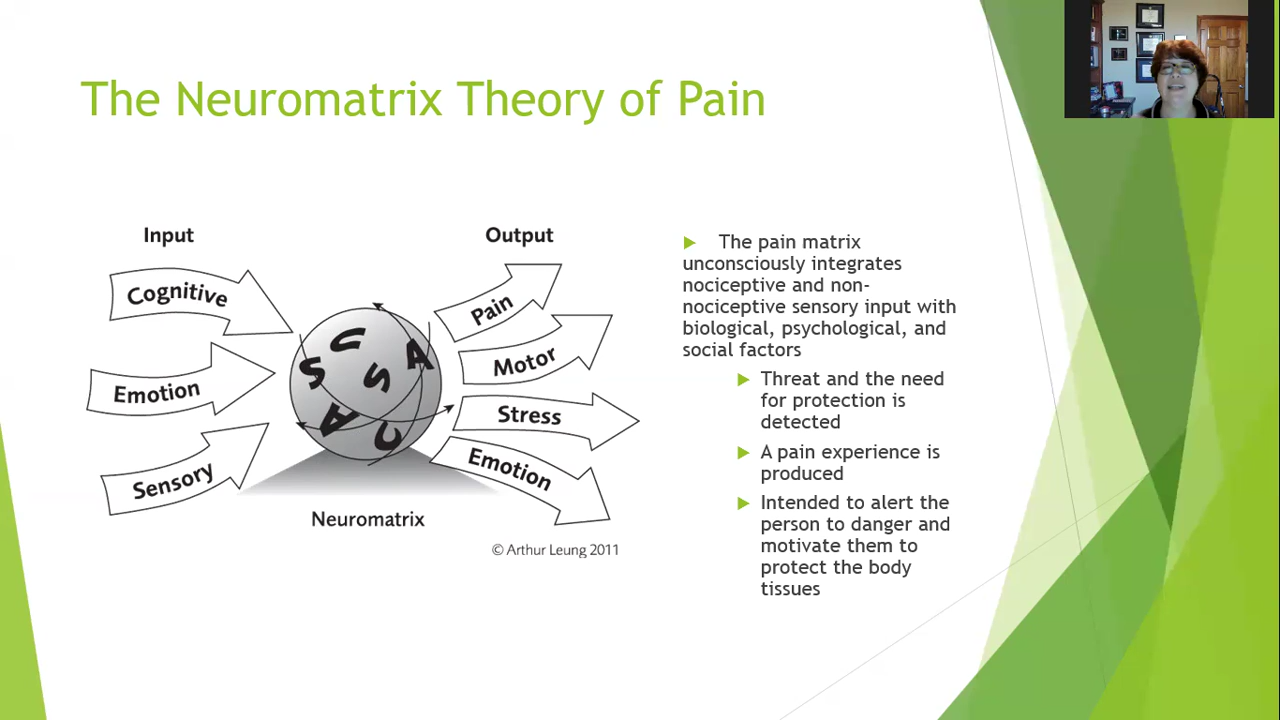 The Neuromatrix Theory of Pain
Input
Output
Cognitive
Emotion
Sensory
S U S A A C
Pain
Motor
Stress
Emotion
Neuromatrix
© Arthur Leung 2011
The pain matrix
unconsciously integrates
nociceptive and non-
nociceptive sensory input with
biological, psychological, and
social factors
Threat and the need
for protection is
detected
A pain experience is
produced
Intended to alert the
person to danger and
motivate them to
protect the body
tissues